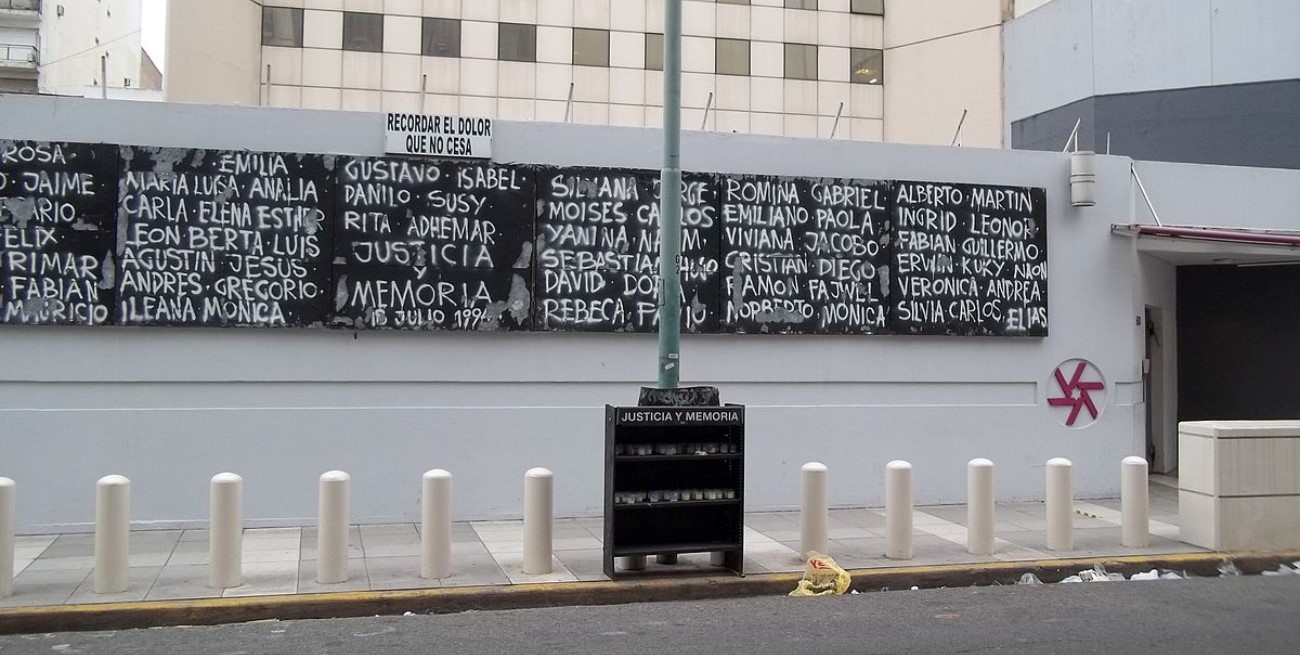 RECORDAR EL DOLOR
QUE NO CESA
ROSA
JAIME
FELIX
FABIAN
MAURICIO
EMILIA
MARIA LUISA ANALIA
CARLA · ELENA ESTHER
LEON · BERTA · LUIS
AGUSTIN JESUS
ANDRES · GREGORIO
ILEANA MONICA
GUSTAVO ISABEL
DANILO · SUSY
RITA ADHEMAR
JUSTICIA
Y
MEMORIA
18 JULIO 1994
SILVANA JORGE
MOISES CARLOS
YANINA
SEBASTIAN
DAVID
REBECA
ROMINA GABRIEL
EMILIANO PAOLA
VIVIANA JACOBO
CRISTIAN DIEGO
RAMON FAJWEL
NORBERTO MONICA
ALBERTO · MARTIN
INGRID LEONOR
FABIAN GUILLERMO
ERWIN · KUKY · NAON
VERONICA · ANDREA
SILVIA CARLOS. ELIAS
JUSTICIA Y MEMORIA